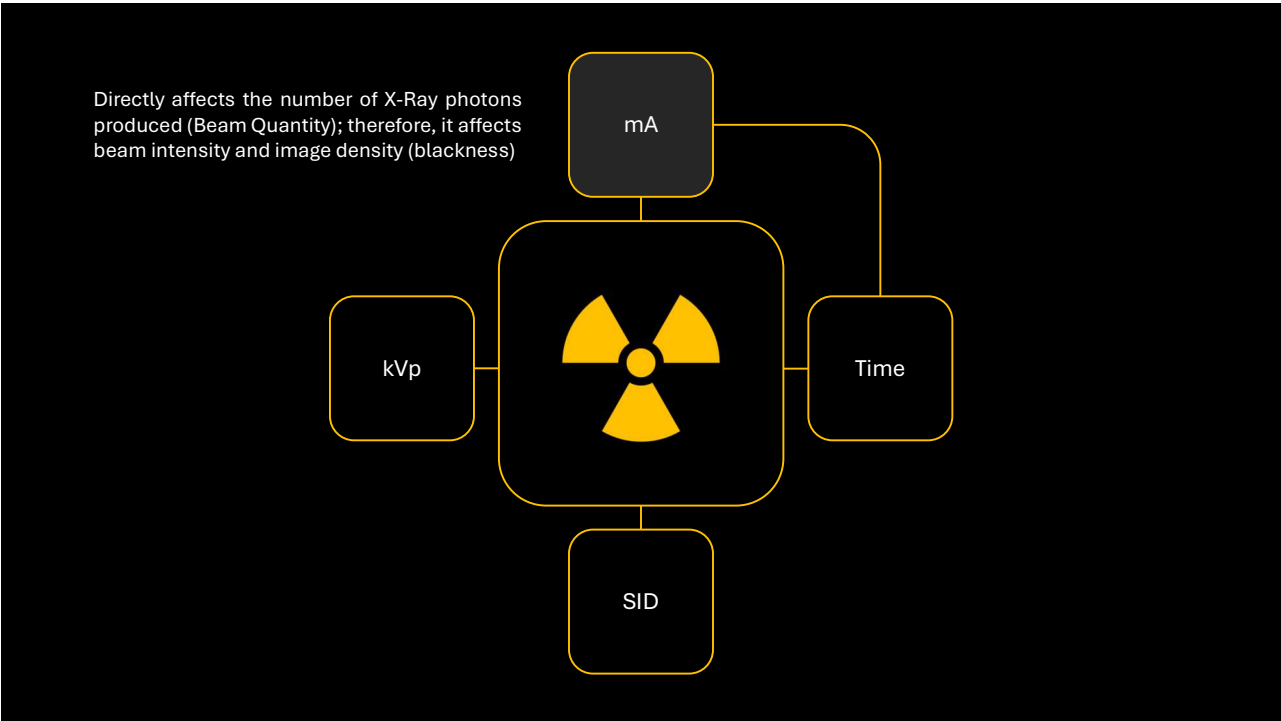 Directly affects the number of X-Ray photons
produced (Beam Quantity); therefore, it affects
beam intensity and image density (blackness)
mA
kVp
Time
SID